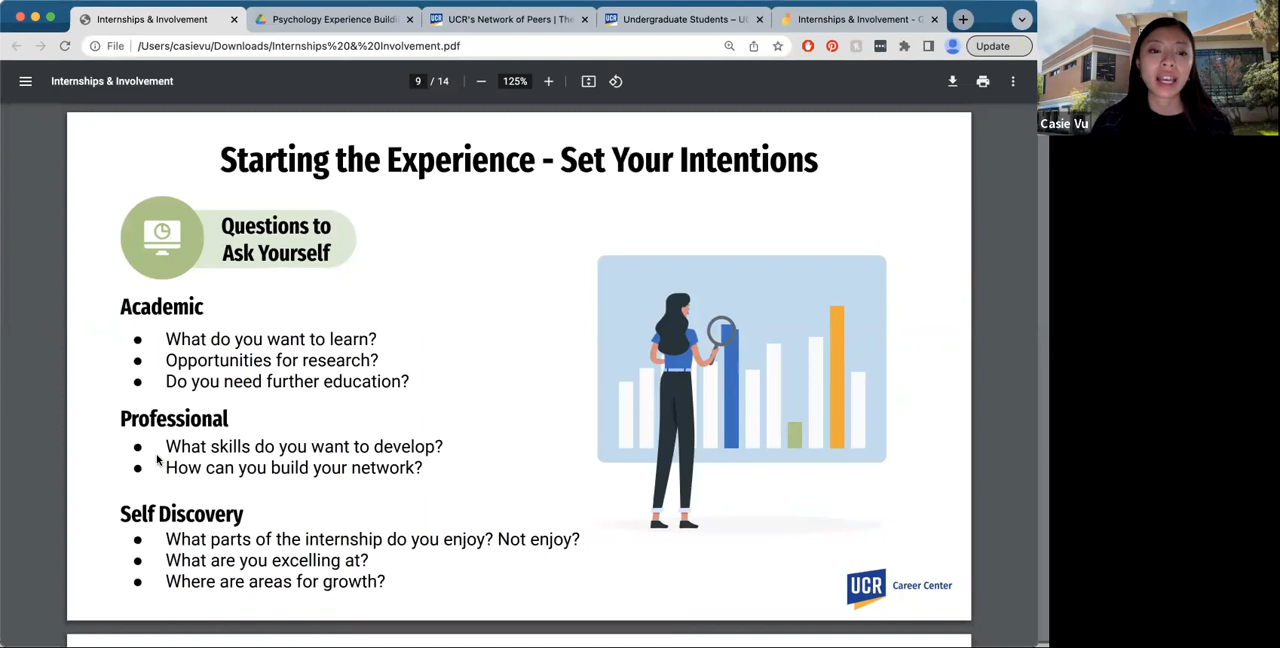 Internships & Involvement
Psychology Experience Buildi
UCR's Network of Peers | The
Undergraduate Students – UC
Internships & Involvement - G
File
/Users/casievu/Downloads/Internships%20&%20Involvement.pdf
Update
Internships & Involvement
9 / 14
125%
Casie Vu
Starting the Experience - Set Your Intentions
Questions to
Ask Yourself
Academic
● What do you want to learn?
● Opportunities for research?
● Do you need further education?
Professional
● What skills do you want to develop?
● How can you build your network?
Self Discovery
● What parts of the internship do you enjoy? Not enjoy?
● What are you excelling at?
● Where are areas for growth?
UCR Career Center